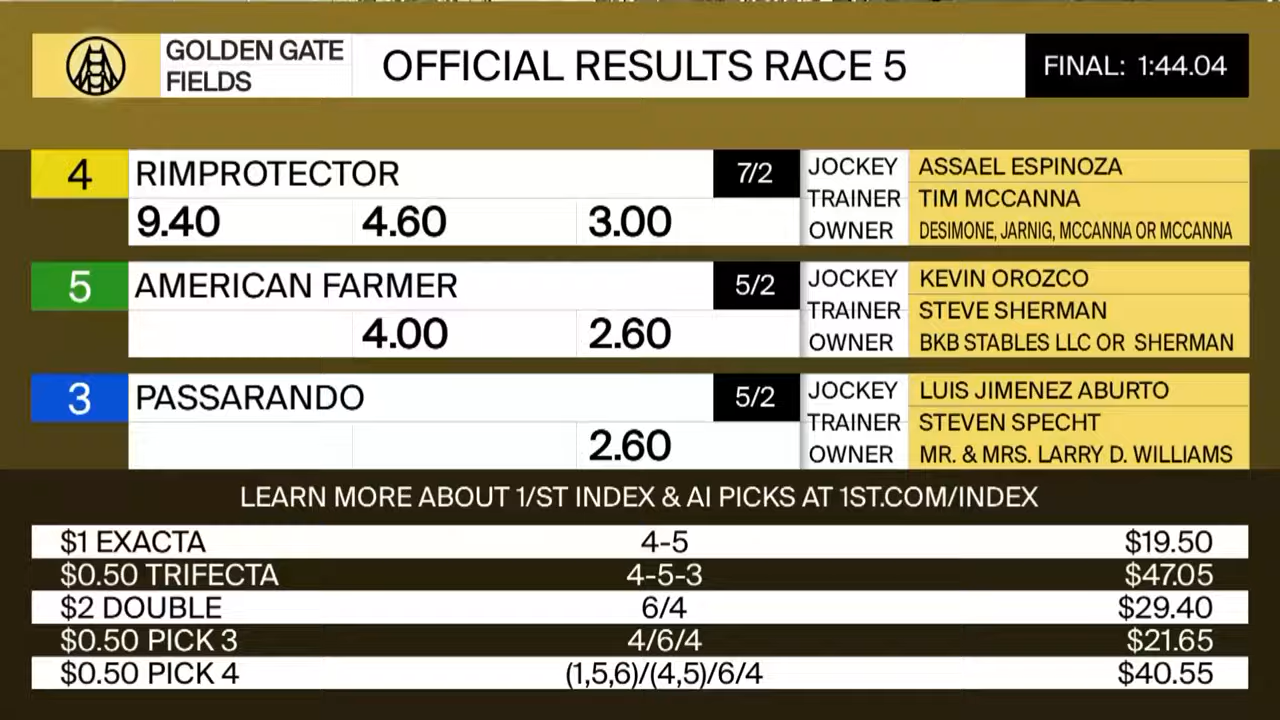 GOLDEN GATE
FIELDS
OFFICIAL RESULTS RACE 5
FINAL: 1:44.04
4 RIMPROTECTOR 7/2
9.40 4.60 3.00
JOCKEY ASSAEL ESPINOZA
TRAINER TIM MCCANNA
OWNER DESIMONE, JARNIG, MCCANNA OR MCCANNA
5 AMERICAN FARMER 5/2
4.00 2.60
JOCKEY KEVIN OROZCO
TRAINER STEVE SHERMAN
OWNER BKB STABLES LLC OR SHERMAN
3 PASSARANDO 5/2
2.60
JOCKEY LUIS JIMENEZ ABURTO
TRAINER STEVEN SPECHT
OWNER MR. & MRS. LARRY D. WILLIAMS
LEARN MORE ABOUT 1/ST INDEX & AI PICKS AT 1ST.COM/INDEX
$1 EXACTA 4-5 $19.50
$0.50 TRIFECTA 4-5-3 $47.05
$2 DOUBLE 6/4 $29.40
$0.50 PICK 3 4/6/4 $21.65
$0.50 PICK 4 (1,5,6)/(4,5)/6/4 $40.55